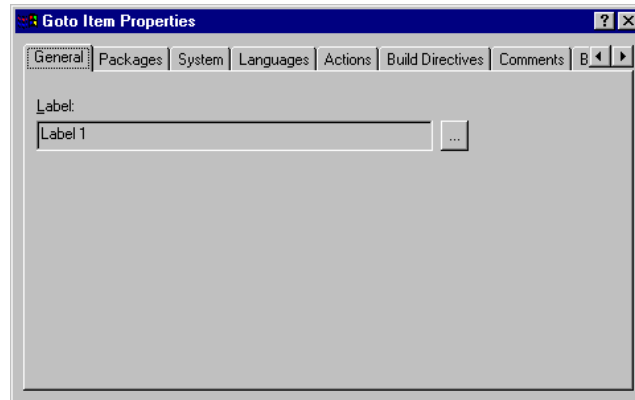 Goto Item Properties
General Packages System Languages Actions Build Directives Comments B
Label:
Label 1
...